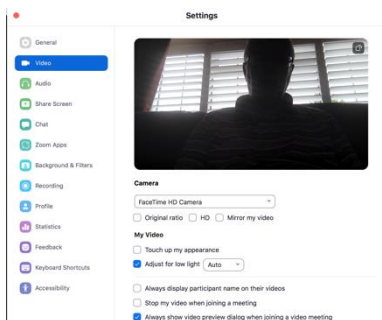 Settings
General
Video
Audio
Share Screen
Chat
Zoom Apps
Background & Filters
Recording
Profile
Statistics
Feedback
Keyboard Shortcuts
Accessibility
Camera
FaceTime HD Camera
Original ratio HD Mirror my video
My Video
Touch up my appearance
Adjust for low light Auto
Always display participant name on their videos
Stop my video when joining a meeting
Always show video preview dialog when joining a video meeting